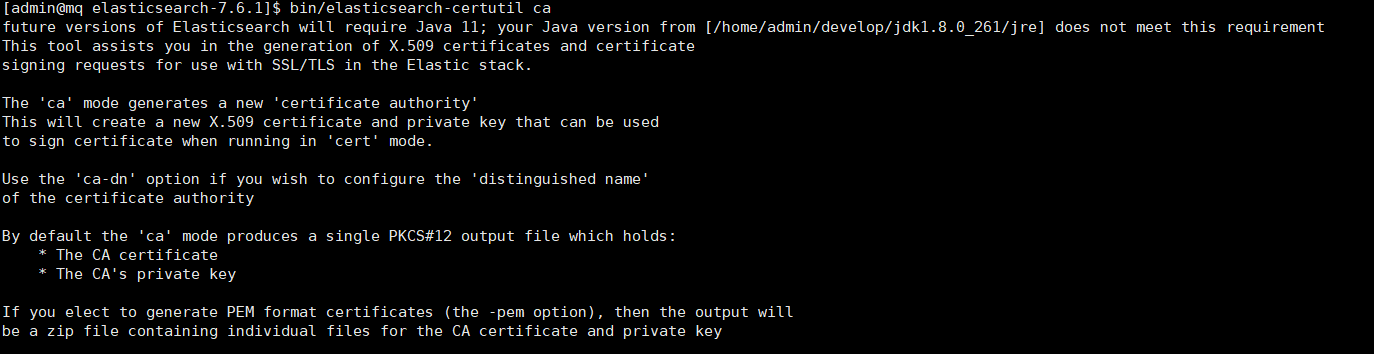 [admin@mq elasticsearch-7.6.1]$ bin/elasticsearch-certutil ca
future versions of Elasticsearch will require Java 11; your Java version from [/home/admin/develop/jdk1.8.0_261/jre] does not meet this requirement
This tool assists you in the generation of X.509 certificates and certificate
signing requests for use with SSL/TLS in the Elastic stack.
The 'ca' mode generates a new 'certificate authority'
This will create a new X.509 certificate and private key that can be used
to sign certificate when running in 'cert' mode.
Use the 'ca-dn' option if you wish to configure the 'distinguished name'
of the certificate authority
By default the 'ca' mode produces a single PKCS#12 output file which holds:
* The CA certificate
* The CA's private key
If you elect to generate PEM format certificates (the -pem option), then the output will
be a zip file containing individual files for the CA certificate and private key